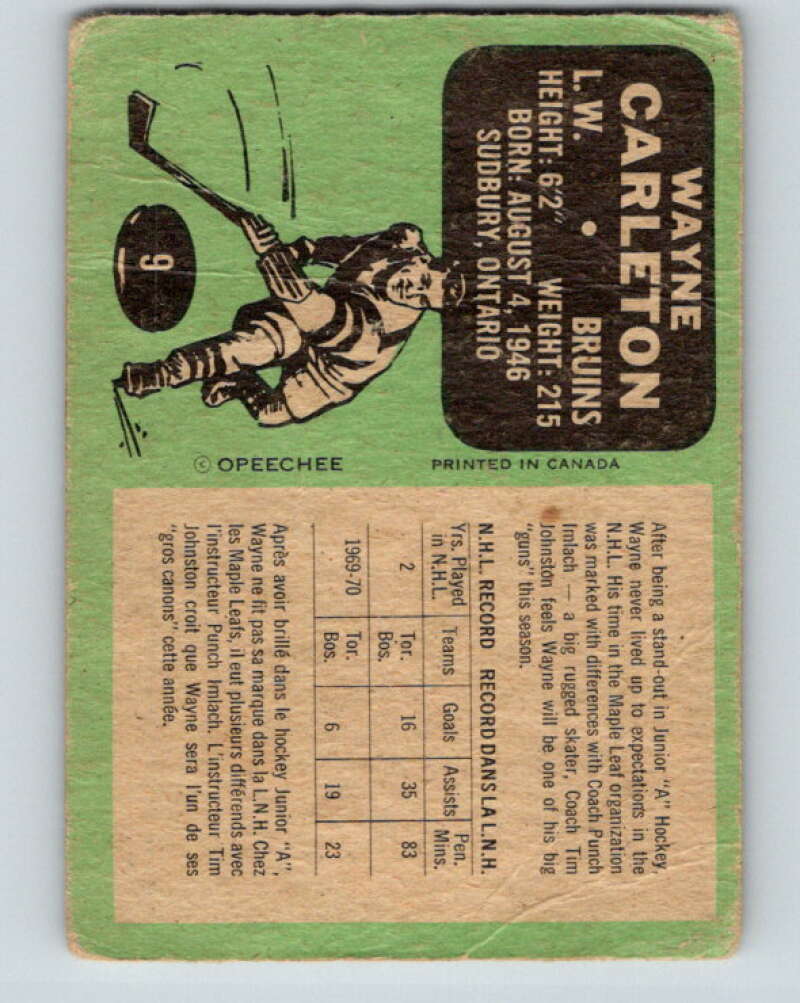 WAYNE
CARLETON
L.W. • BRUINS
HEIGHT: 6'2" WEIGHT: 215
BORN: AUGUST 4, 1946
SUDBURY, ONTARIO
9
© OPEECHEE PRINTED IN CANADA
After being a stand-out in Junior "A" Hockey,
Wayne never lived up to expectations in the
N.H.L. His time in the Maple Leaf organization
was marked with differences with Coach Punch
Imlach — a big rugged skater, Coach Tim
Johnston feels Wayne will be one of his big
"guns" this season.
N.H.L. RECORD RECORD DANS LA L.N.H.
Yrs. Played in N.H.L. Teams Goals Assists Pen. Mins.
2 Tor. Bos. 16 35 83
1969-70 Tor. Bos. 6 19 23
Après avoir brillé dans le hockey Junior "A",
Wayne ne fit pas sa marque dans la L.N.H. Chez
les Maple Leafs, il eut plusieurs différends avec
l'instructeur Punch Imlach. L'instructeur Tim
Johnston croit que Wayne sera l'un de ses
"gros canons" cette année.